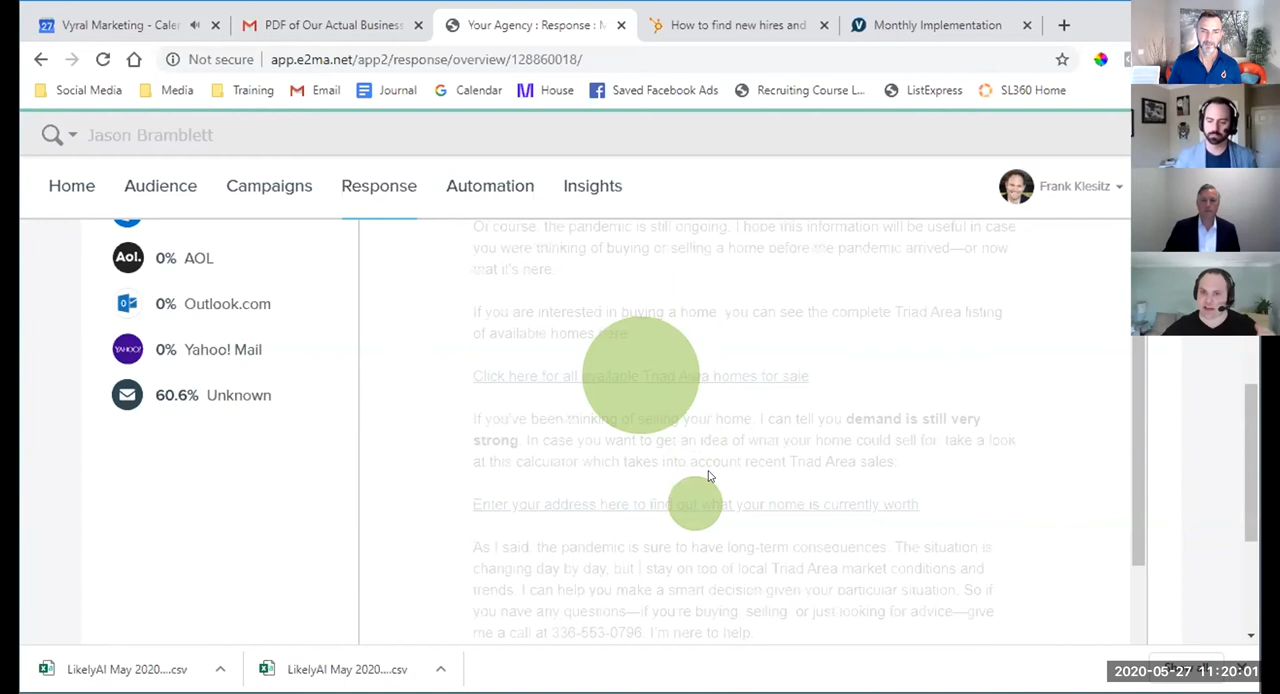 Vyral Marketing - Caler
PDF of Our Actual Business
Your Agency : Response : M
How to find new hires and
Monthly Implementation
Not secure
app.e2ma.net/app2/response/overview/128860018/
Social Media
Media
Training
Email
Journal
Calendar
House
Saved Facebook Ads
Recruiting Course L...
ListExpress
SL360 Home
Jason Bramblett
Home
Audience
Campaigns
Response
Automation
Insights
Frank Klesitz
Aol.
0% AOL
0% Outlook.com
YAHOO!
0% Yahoo! Mail
60.6% Unknown
Of course, the pandemic is still ongoing. I hope this information will be useful in case
you were thinking of buying or selling a home before the pandemic arrived—or now
that it's here.
If you are interested in buying a home, you can see the complete Triad Area listing
of available homes here.
Click here for all available Triad Area homes for sale
If you've been thinking of selling your home, I can tell you demand is still very
strong. In case you want to get an idea of what your home could sell for, take a look
at this calculator which takes into account recent Triad Area sales:
Enter your address here to find out what your home is currently worth
As I said, the pandemic is sure to have long-term consequences. The situation is
changing day by day, but I stay on top of local Triad Area market conditions and
trends. I can help you make a smart decision given your particular situation. So if
you have any questions—if you're buying, selling, or just looking for advice—give
me a call at 336-553-0796. I'm here to help.
LikelyAI May 2020....csv
LikelyAI May 2020....csv
2020-05-27 11:20:01